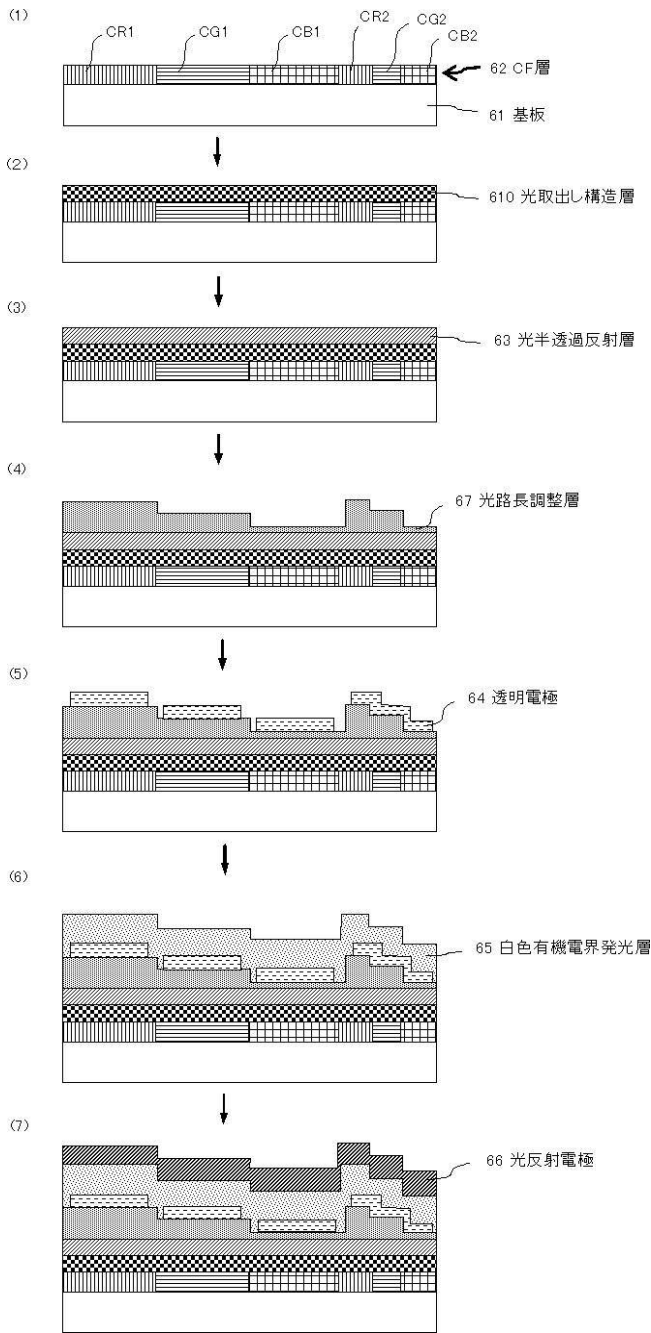 (1)
CR1
CG1
CB1
CR2
CG2
CB2
62 CF層
61 基板
(2)
610 光取出し構造層
(3)
63 光半透過反射層
(4)
67 光路長調整層
(5)
64 透明電極
(6)
65 白色有機電界発光層
(7)
66 光反射電極